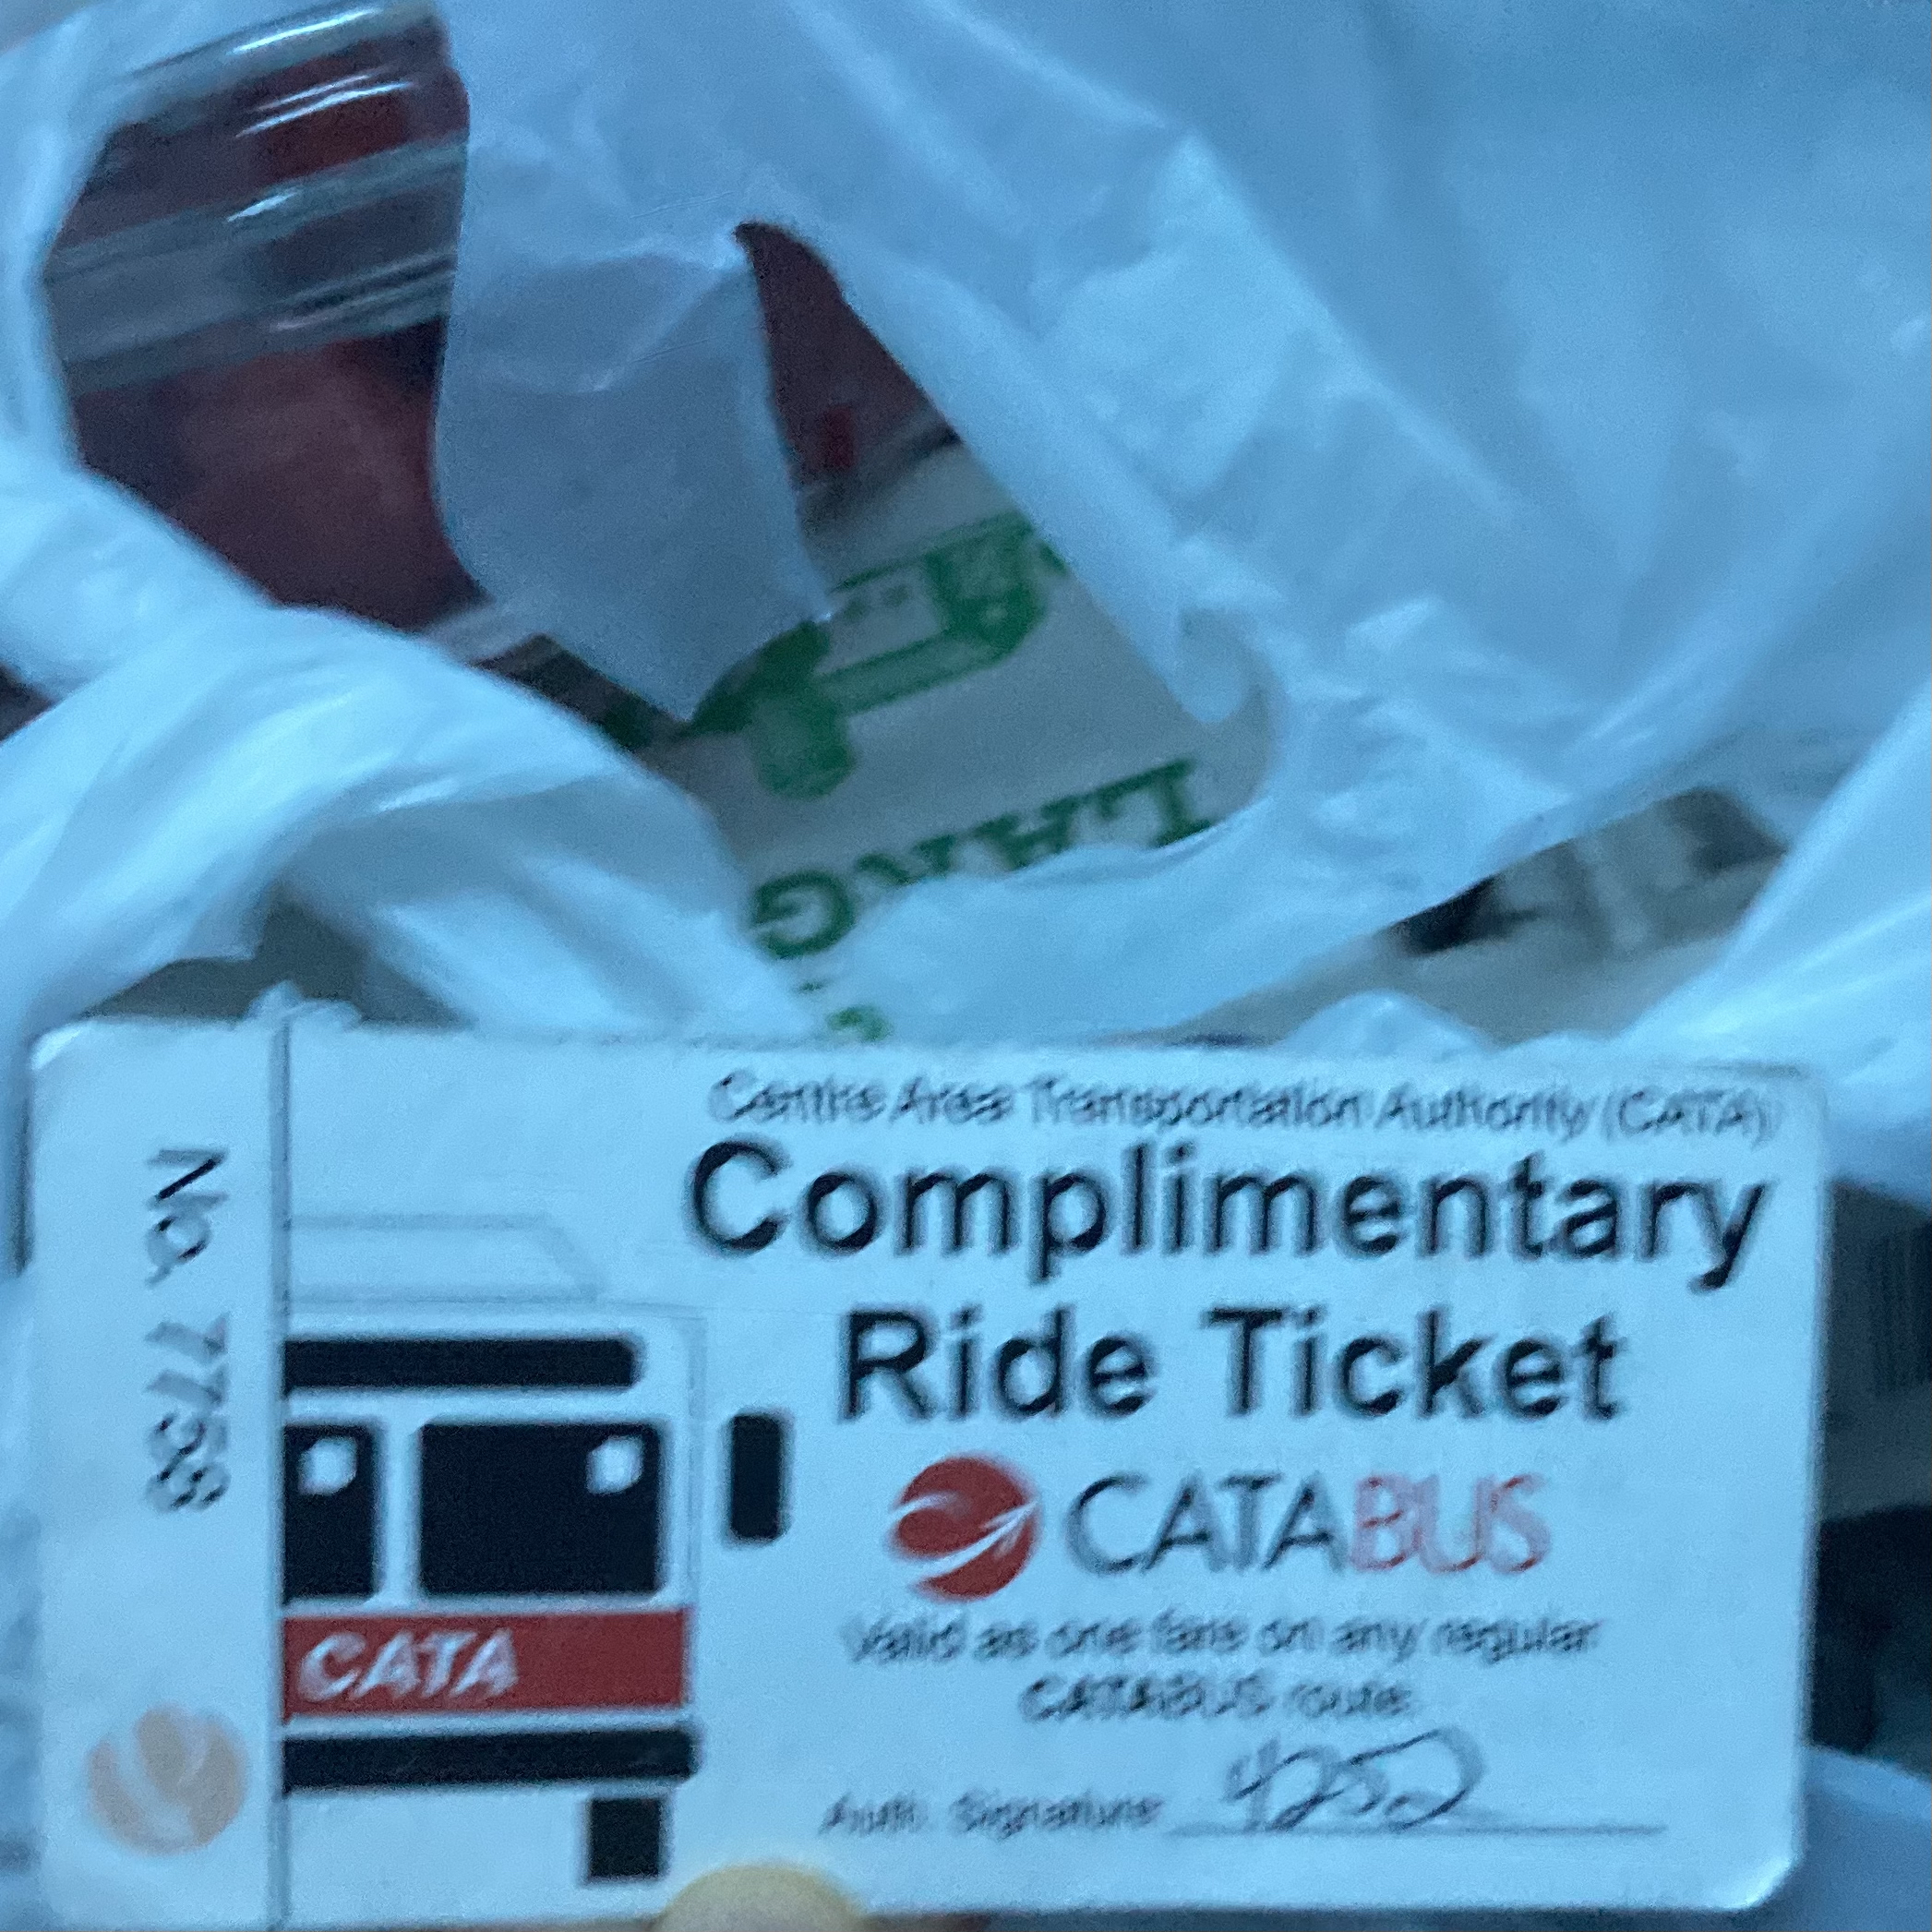 LARG
Centre Area Transportation Authority (CATA)
Complimentary
Ride Ticket
CATABUS
Valid as one fare on any regular
CATABUS route.
Auth. Signature
CATA
No. 7758